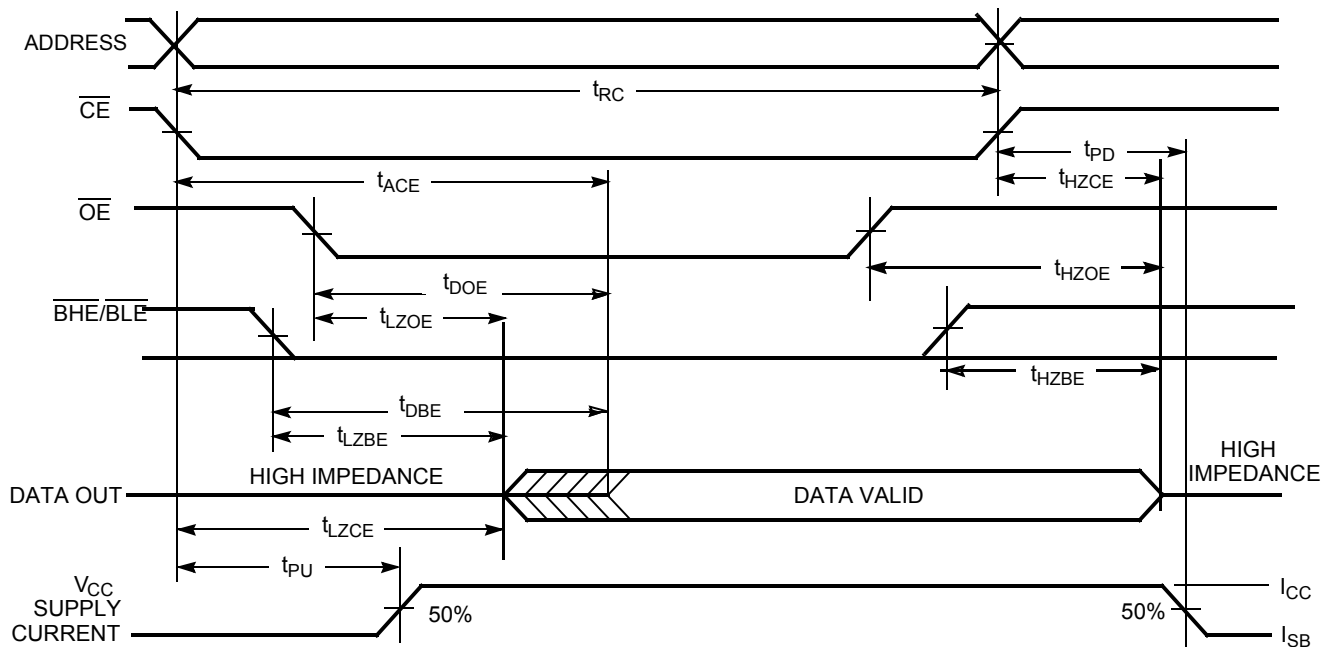 ADDRESS
tRC
CE
tPD
tACE
tHZCE
OE
tDOE
tHZOE
BHE/BLE
tLZOE
tHZBE
tDBE
tLZBE
HIGH IMPEDANCE
HIGH
IMPEDANCE
DATA OUT
DATA VALID
tLZCE
tPU
VCC
SUPPLY
CURRENT
50%
50%
ICC
ISB